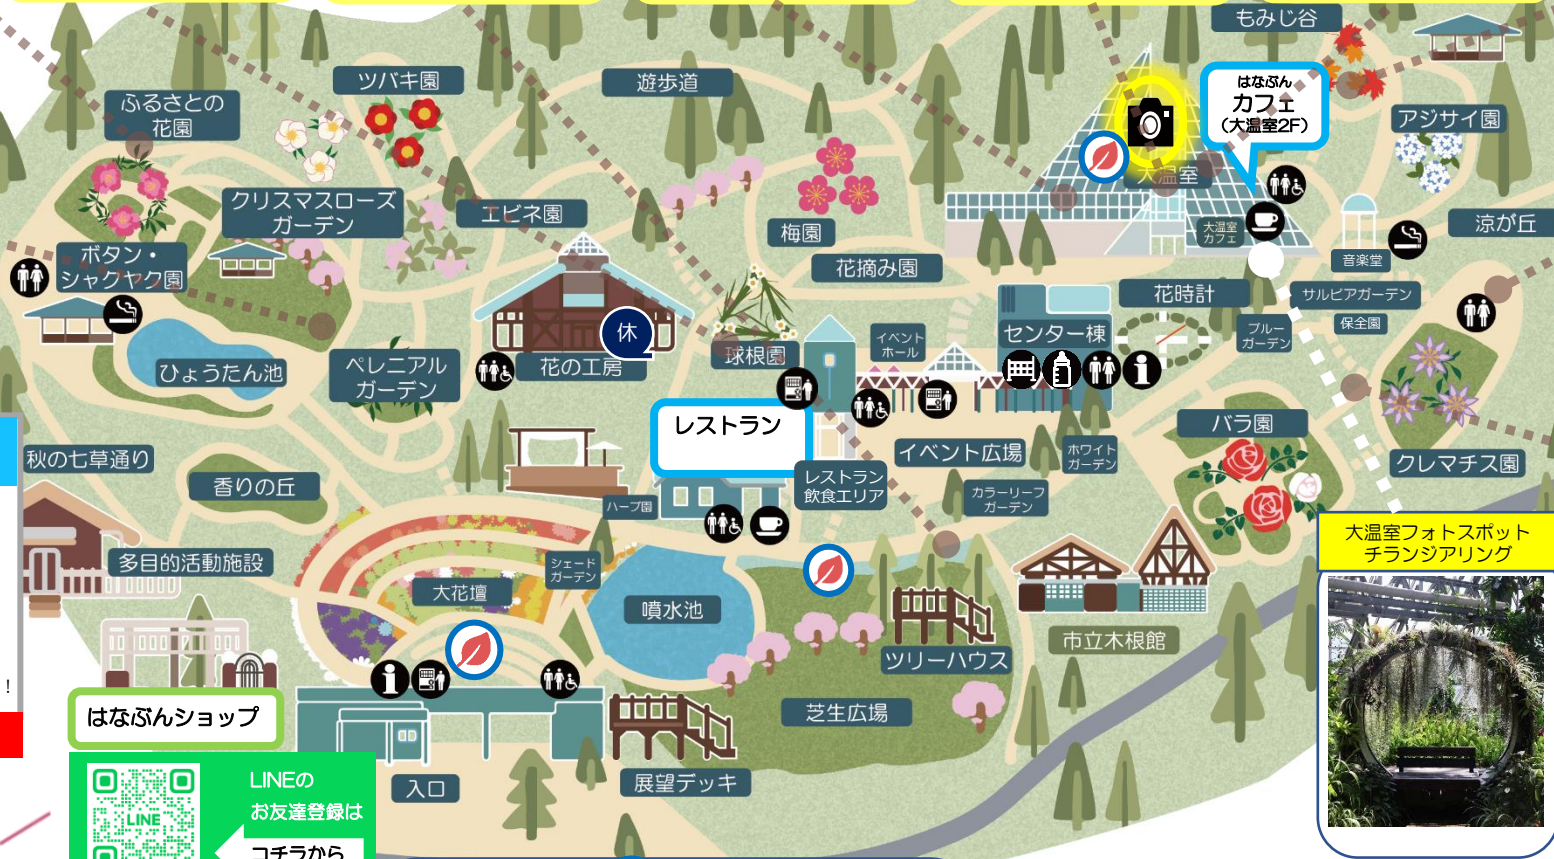 もみじ谷
ツバキ園
遊歩道
はなぶん
カフェ
(大温室2F)
ふるさとの
花園
アジサイ園
大温室
クリスマスローズ
ガーデン
エビネ園
梅園
大温室
カフェ
涼が丘
ボタン・
シャクヤク園
花摘み園
音楽堂
花時計
サルビアガーデン
保全園
休
イベント
ホール
センター棟
ブルー
ガーデン
ひょうたん池
ペレニアル
ガーデン
花の工房
球根園
レストラン
バラ園
秋の七草通り
香りの丘
イベント広場
ホワイト
ガーデン
クレマチス園
レストラン
飲食エリア
ハーブ園
カラーリーフ
ガーデン
大温室フォトスポット
チランジアリング
多目的活動施設
大花壇
シェード
ガーデン
噴水池
市立木根館
ツリーハウス
!
はなぶんショップ
芝生広場
入口
展望デッキ
LINEの
お友達登録は
LINE
コチラから